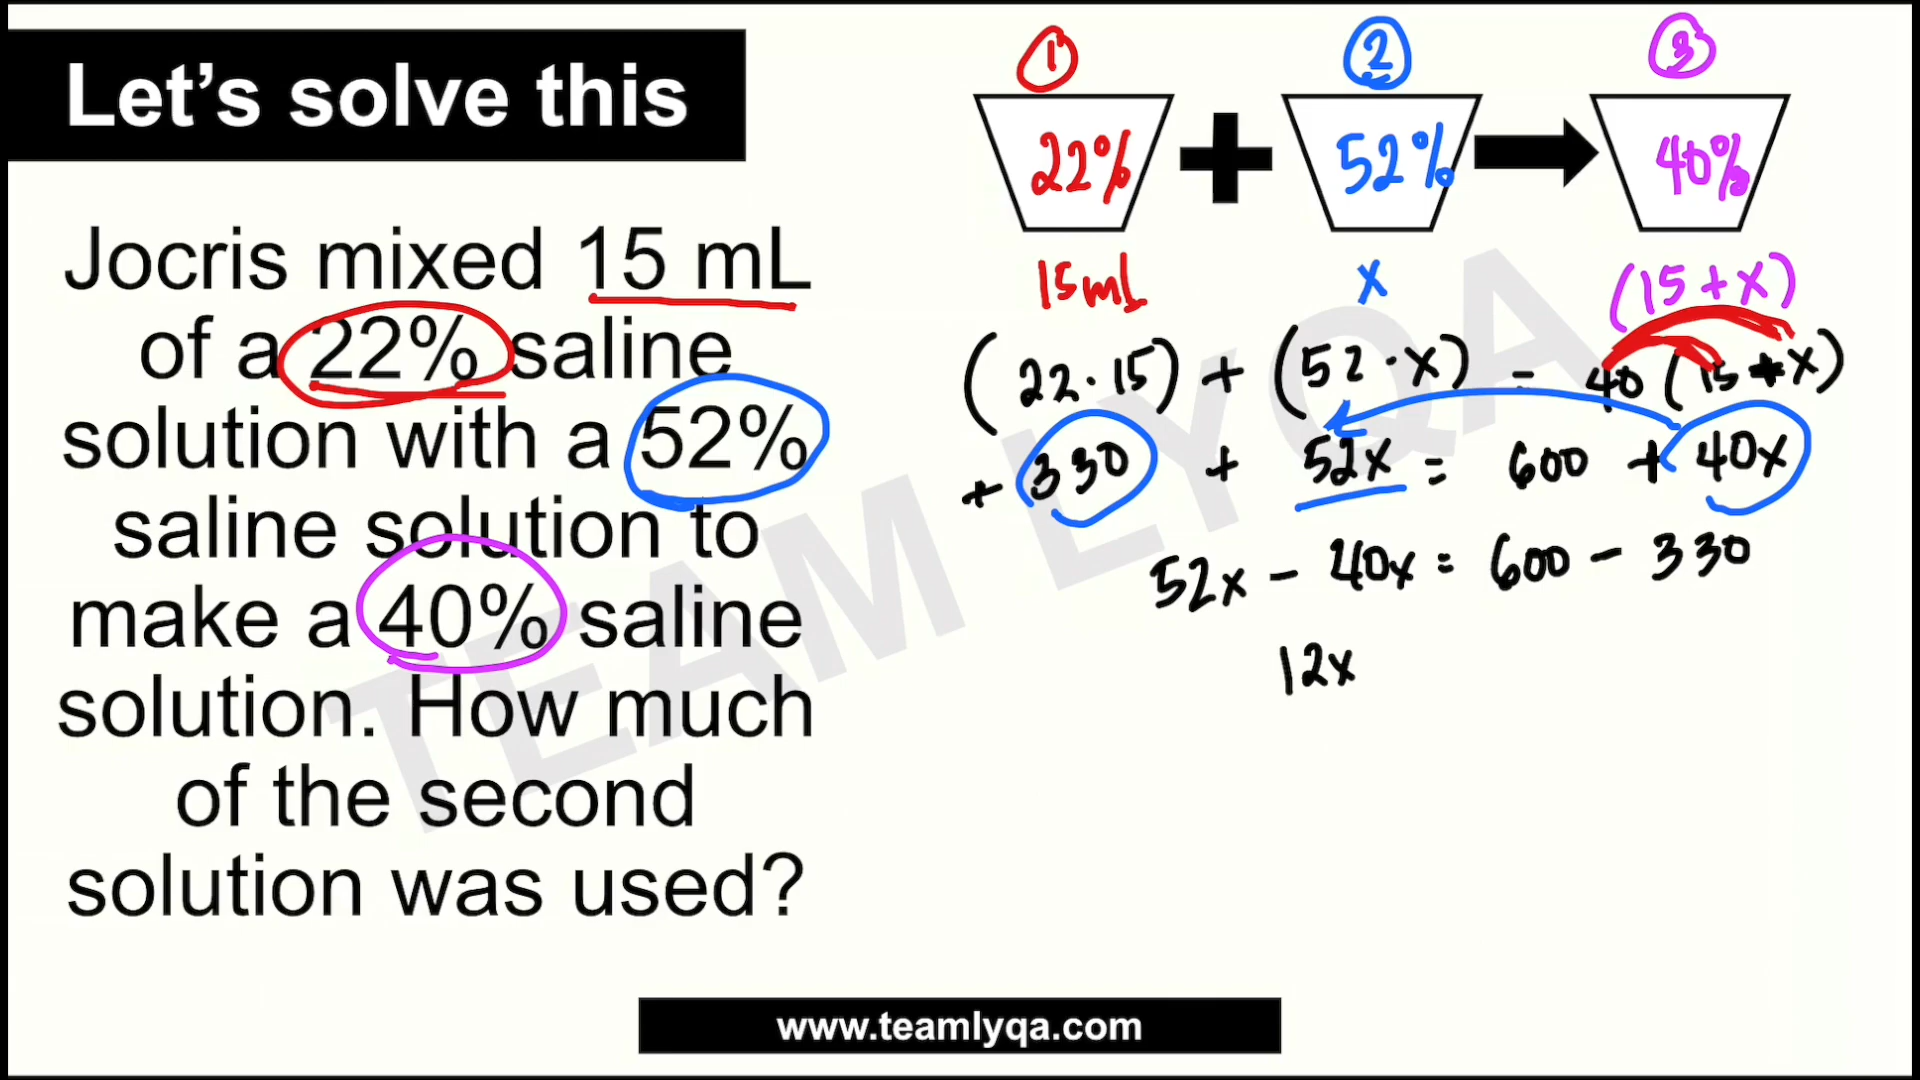 Let's solve this
Jocris mixed 15 mL
of a 22% saline
solution with a 52%
saline solution to
make a 40% saline
solution. How much
of the second
solution was used?
1 2 3
22% + 52% 40%
15mL x (15+x)
(22·15) + (52·x) = 40(15+x)
+330 + 52x = 600 + 40x
52x - 40x = 600 - 330
12x
TEAM LYQA
www.teamlyqa.com